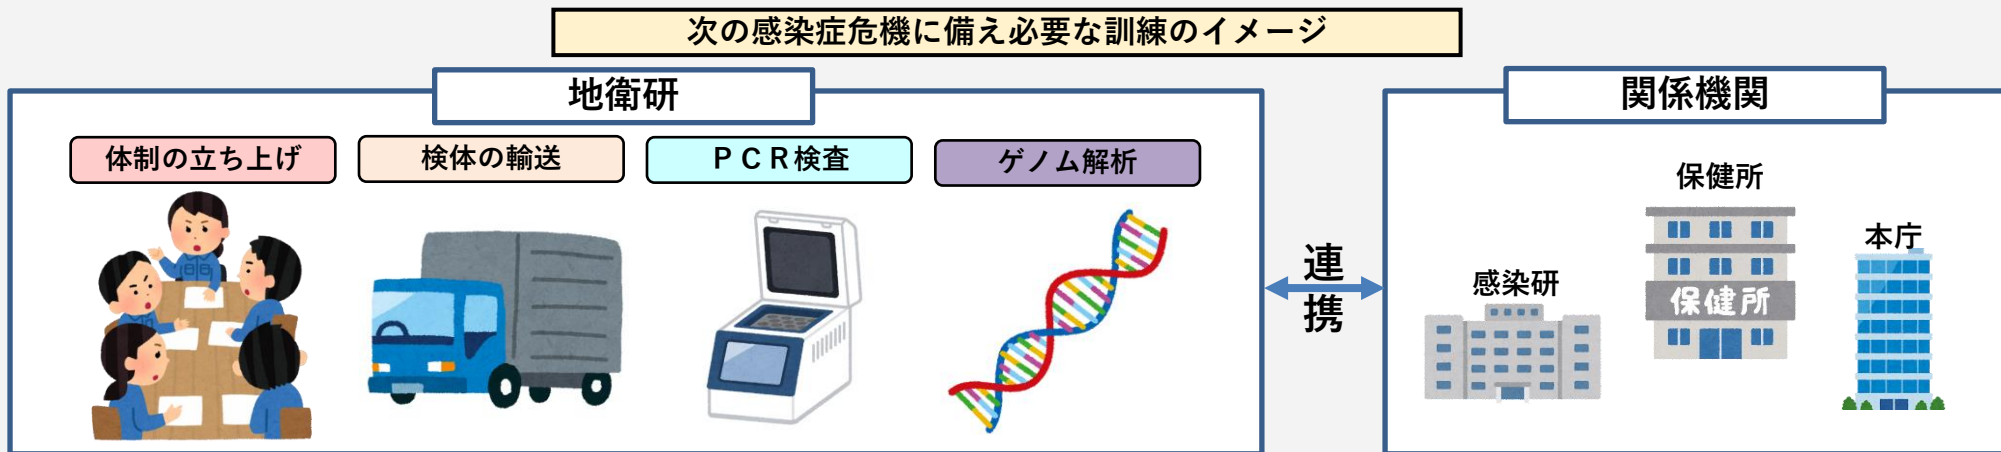 次の感染症危機に備え必要な訓練のイメージ
地衛研
体制の立ち上げ
検体の輸送
ＰＣＲ検査
ゲノム解析
連携
関係機関
感染研
保健所
保健所
本庁